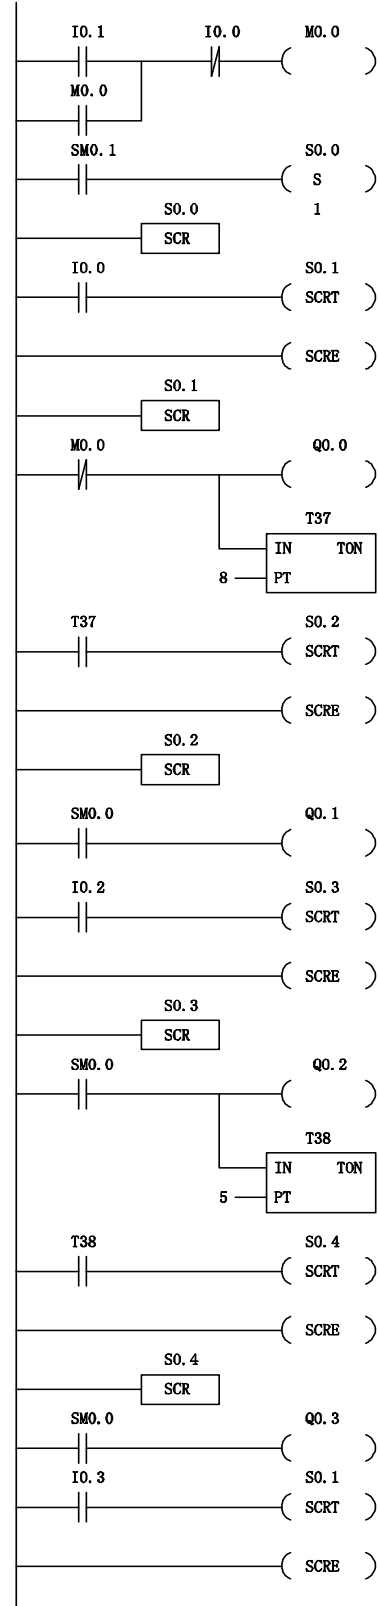 I0.1 I0.0 M0.0
M0.0
SM0.1 S0.0
S
S0.0 1
SCR
I0.0 S0.1
SCRT
SCRE
S0.1
SCR
M0.0 Q0.0
T37
IN TON
8 PT
T37 S0.2
SCRT
SCRE
S0.2
SCR
SM0.0 Q0.1
I0.2 S0.3
SCRT
SCRE
S0.3
SCR
SM0.0 Q0.2
T38
IN TON
5 PT
T38 S0.4
SCRT
SCRE
S0.4
SCR
SM0.0 Q0.3
I0.3 S0.1
SCRT
SCRE